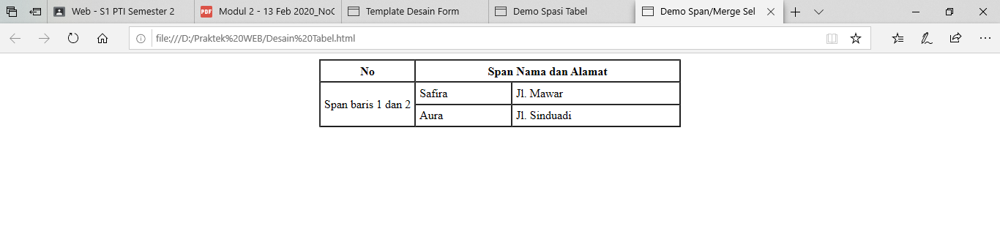 Web - S1 PTI Semester 2
PDF
Modul 2 - 13 Feb 2020_No
Template Desain Form
Demo Spasi Tabel
Demo Span/Merge Sel
file:///D:/Praktek%20WEB/Desain%20Tabel.html
No Span Nama dan Alamat
Span baris 1 dan 2 Safira Jl. Mawar
Aura Jl. Sinduadi